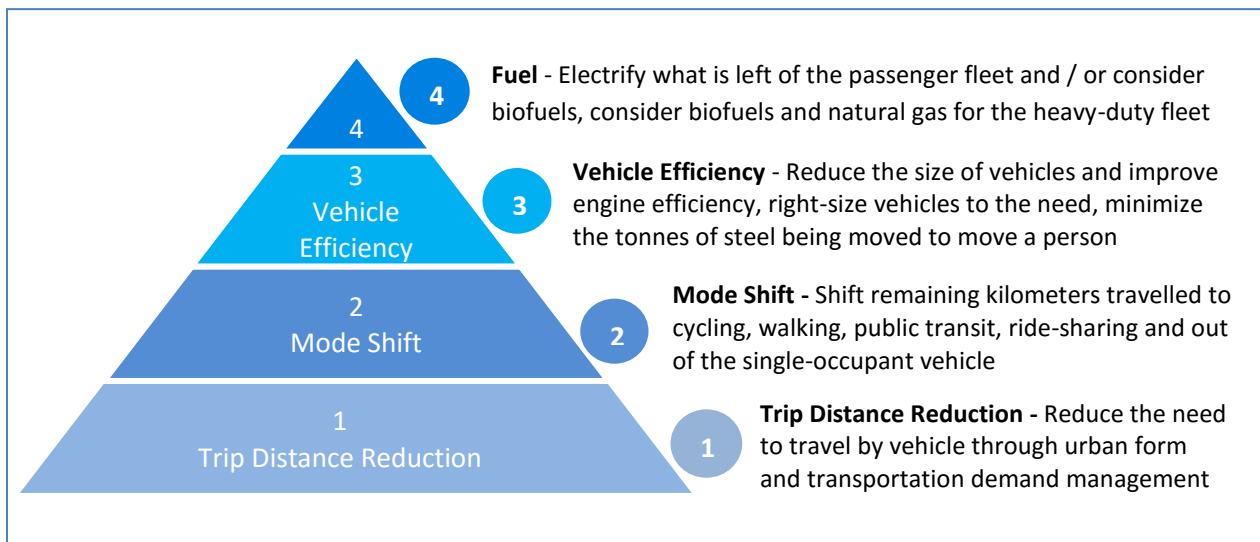 4
Fuel - Electrify what is left of the passenger fleet and / or consider
biofuels, consider biofuels and natural gas for the heavy-duty fleet
4
3
Vehicle
Efficiency
3
Vehicle Efficiency - Reduce the size of vehicles and improve
engine efficiency, right-size vehicles to the need, minimize
the tonnes of steel being moved to move a person
2
Mode Shift
2
Mode Shift - Shift remaining kilometers travelled to
cycling, walking, public transit, ride-sharing and out
of the single-occupant vehicle
1
Trip Distance Reduction
1
Trip Distance Reduction - Reduce the need
to travel by vehicle through urban form
and transportation demand management